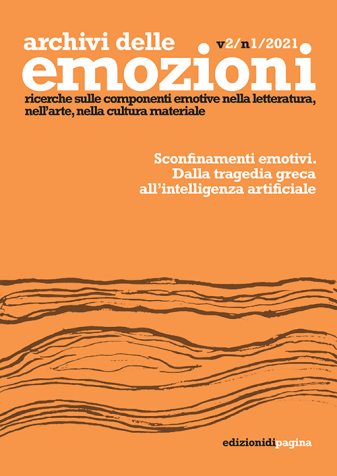 archivi delle v2/n1/2021
emozioni
ricerche sulle componenti emotive nella letteratura,
nell'arte, nella cultura materiale
Sconfinamenti emotivi.
Dalla tragedia greca
all'intelligenza artificiale
edizionidipagina